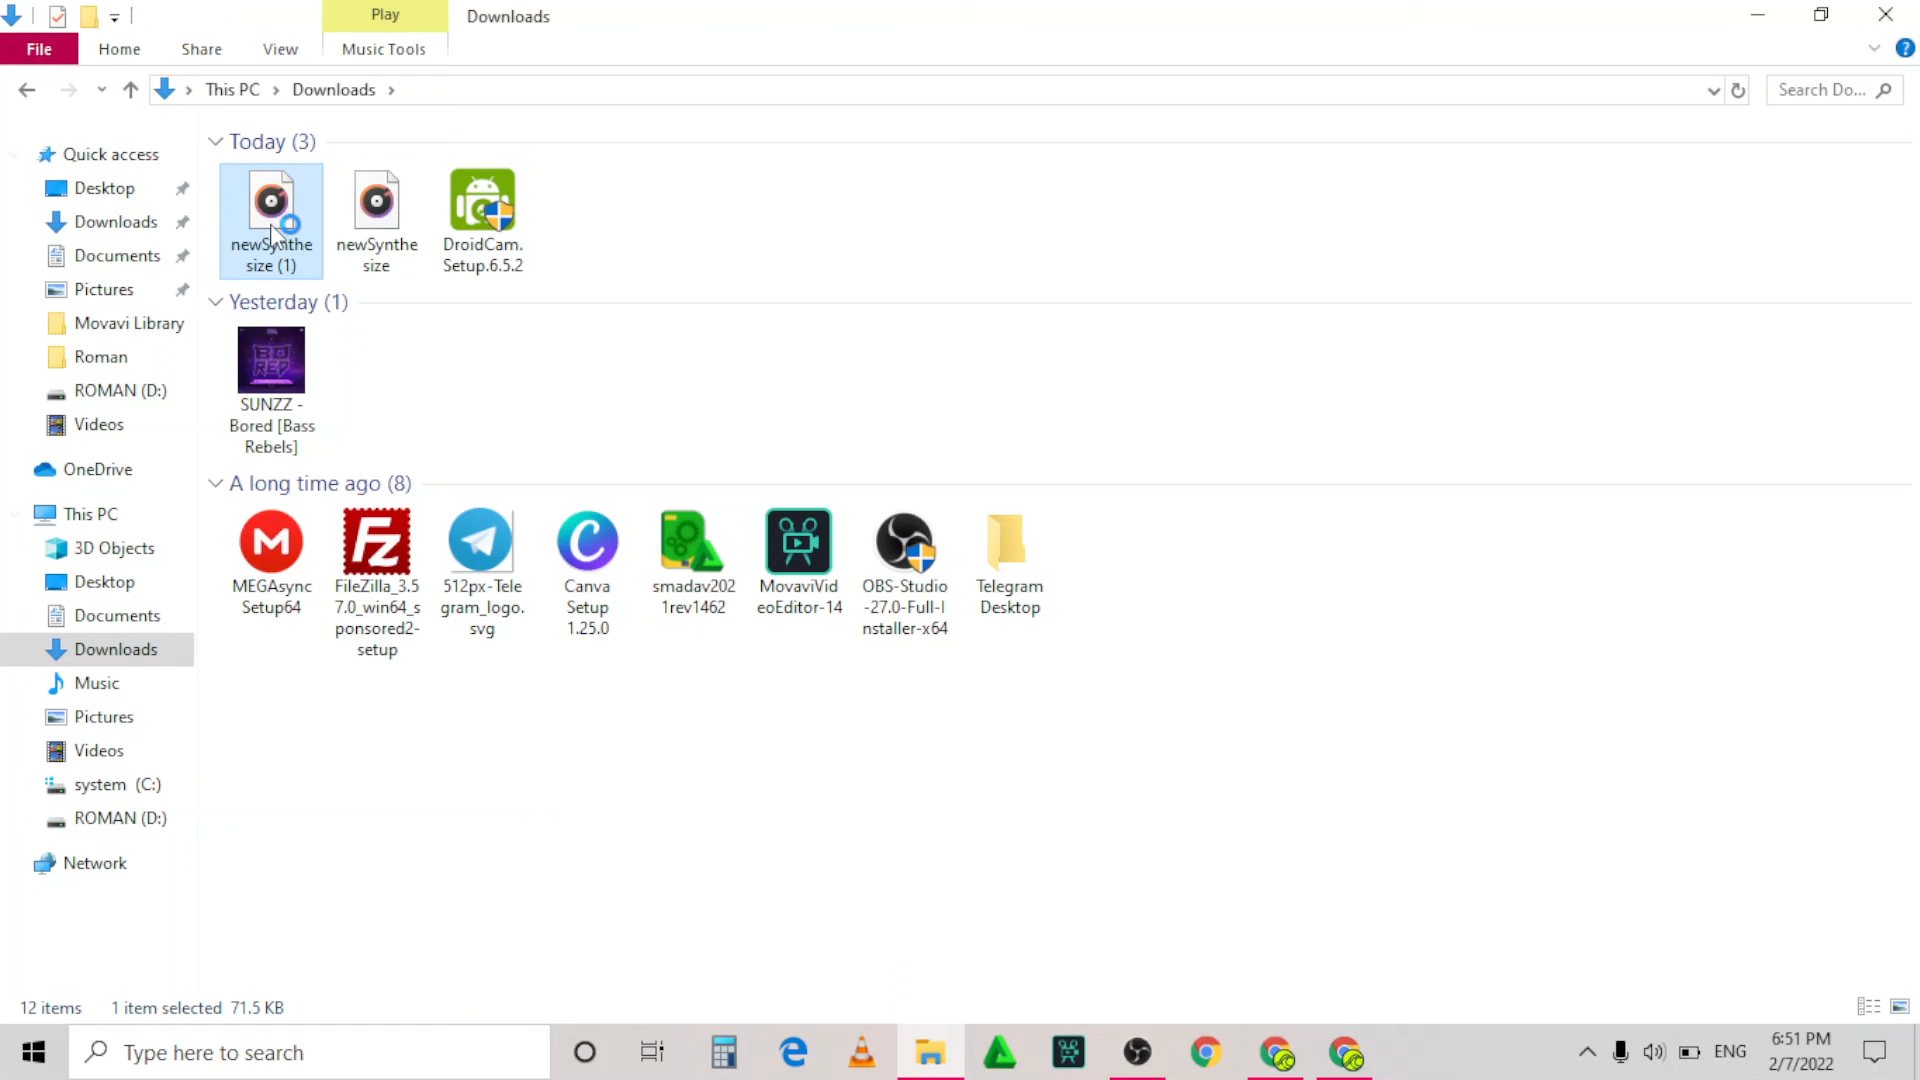 Play
Downloads
File
Home
Share
View
Music Tools
This PC
Downloads
Search Do...
Quick access
Desktop
Downloads
Documents
Pictures
Movavi Library
Roman
ROMAN (D:)
Videos
OneDrive
This PC
3D Objects
Desktop
Documents
Downloads
Music
Pictures
Videos
system (C:)
ROMAN (D:)
Network
Today (3)
newSynthe
size (1)
newSynthe
size
DroidCam.
Setup.6.5.2
Yesterday (1)
BO
RED
SUNZZ -
Bored [Bass
Rebels]
A long time ago (8)
MEGAsync
Setup64
FileZilla_3.5
7.0_win64_s
ponsored2-
setup
512px-Tele
gram_logo.
svg
Canva
Setup
1.25.0
smadav202
1rev1462
MovaviVid
eoEditor-14
OBS-Studio
-27.0-Full-I
nstaller-x64
Telegram
Desktop
12 items
1 item selected 71.5 KB
Type here to search
ENG
6:51 PM
2/7/2022